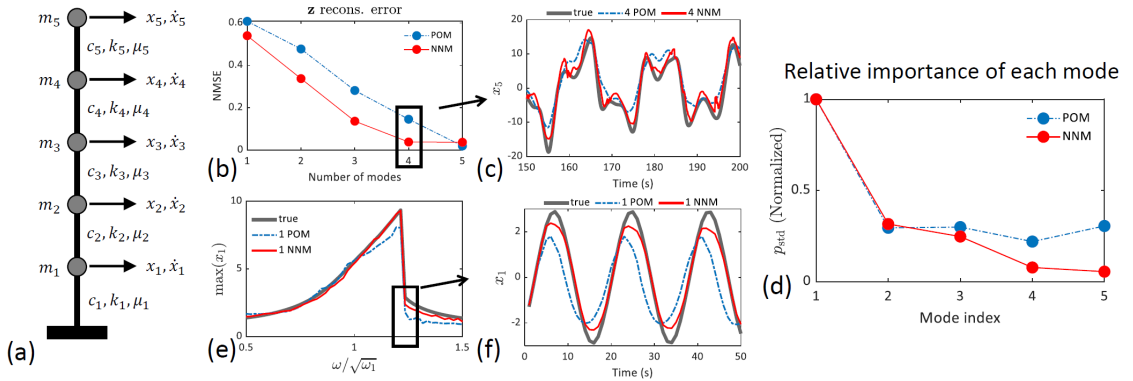 m₅
x₅, ẋ₅
c₅, k₅, μ₅
m₄
x₄, ẋ₄
c₄, k₄, μ₄
m₃
x₃, ẋ₃
c₃, k₃, μ₃
m₂
x₂, ẋ₂
c₂, k₂, μ₂
m₁
x₁, ẋ₁
c₁, k₁, μ₁
(a)
z recons. error
0.6
0.4
0.2
0
NMSE
POM
NNM
1 2 3 4 5
Number of modes
(b)
true 4 POM 4 NNM
20
10
0
-10
-20
x₅
150 160 170 180 190 200
Time (s)
(c)
true
1 POM
1 NNM
10
5
0
max(x₁)
0.5 1 1.5
ω/√ω₁
(e)
true 1 POM 1 NNM
2
0
-2
x₁
0 10 20 30 40 50
Time (s)
(f)
Relative importance of each mode
POM
NNM
1
0.5
0
p_std (Normalized)
1 2 3 4 5
Mode index
(d)